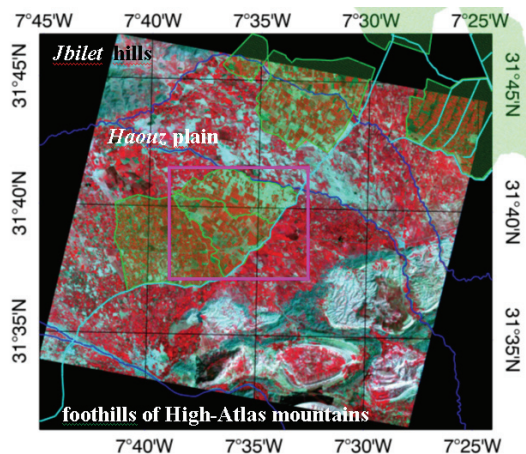 7°45'W 7°40'W 7°35'W 7°30'W 7°25'W
Jbilet hills
31°45'N 31°45'N
Haouz plain
31°40'N 31°40'N
31°35'N 31°35'N
foothills of High-Atlas mountains
7°40'W 7°35'W 7°30'W 7°25'W